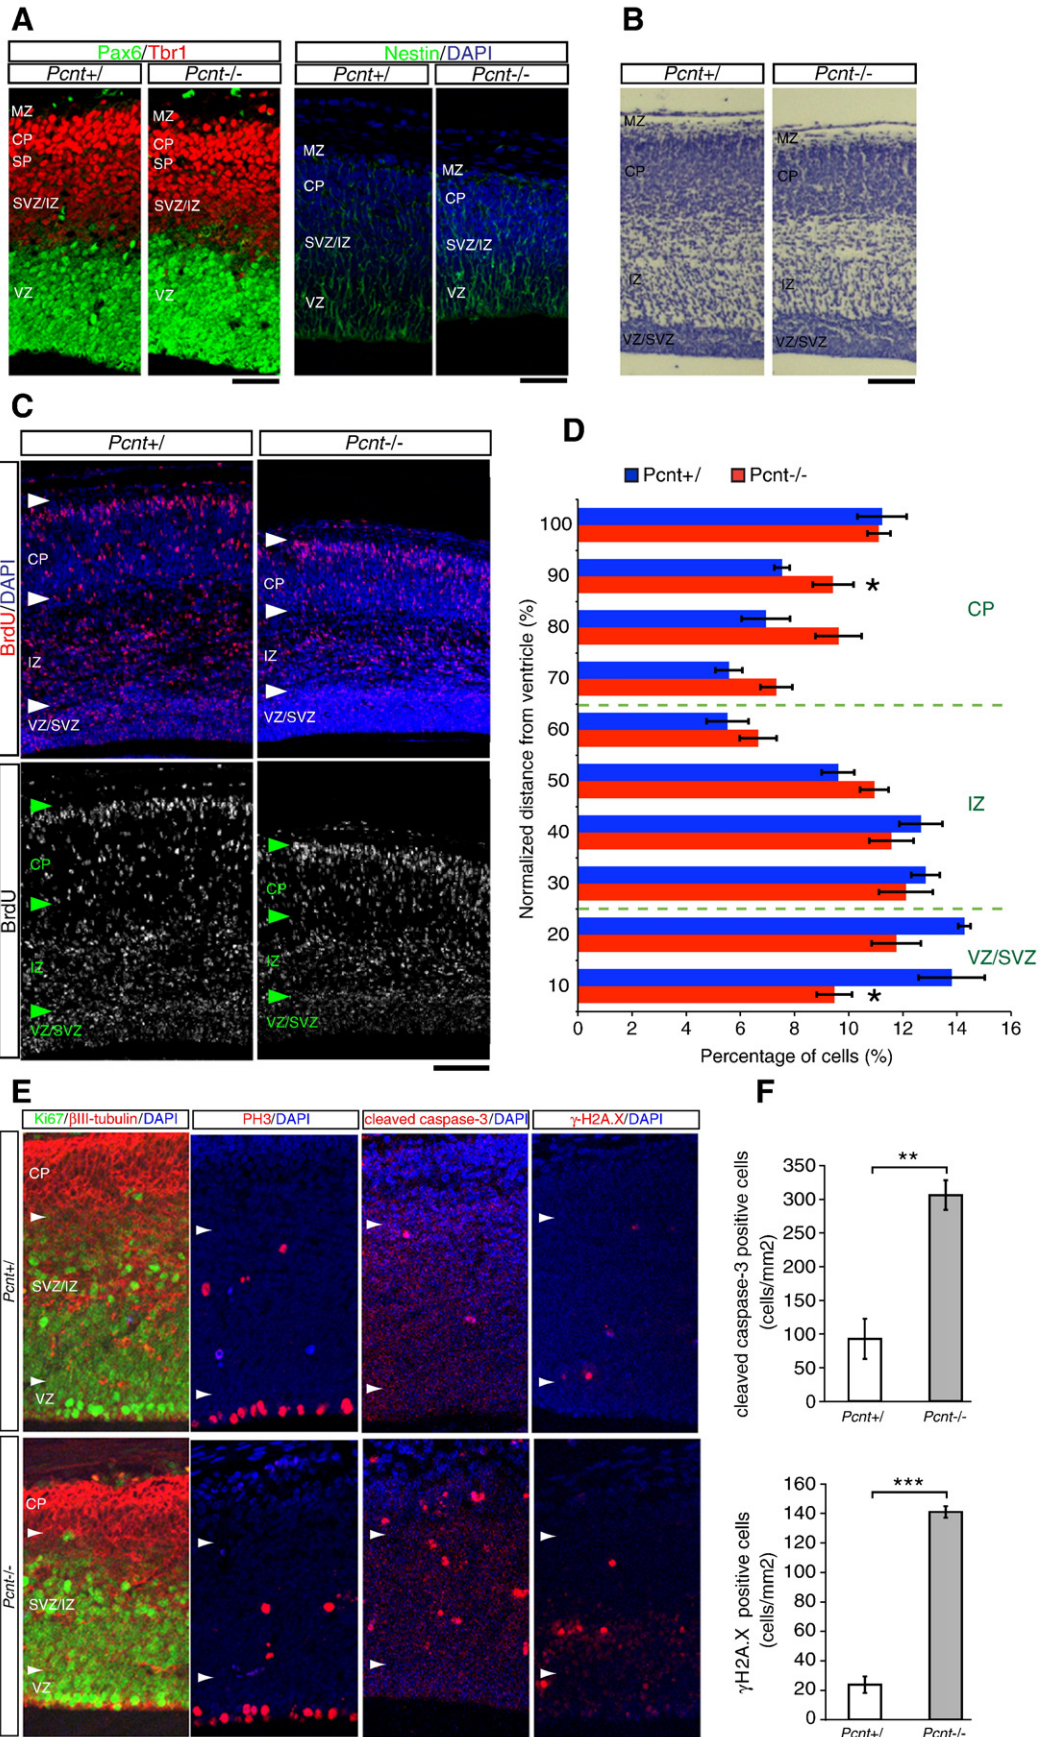 A
Pax6/Tbr1
Pcnt+/ Pcnt-/-
MZ
CP
SP
SVZ/IZ
VZ
MZ
CP
SP
SVZ/IZ
VZ
Nestin/DAPI
Pcnt+/ Pcnt-/-
MZ
CP
SVZ/IZ
VZ
MZ
CP
SVZ/IZ
VZ
B
Pcnt+/ Pcnt-/-
MZ
CP
IZ
VZ/SVZ
MZ
CP
IZ
VZ/SVZ
C
Pcnt+/ Pcnt-/-
BrdU/DAPI
CP
IZ
VZ/SVZ
CP
IZ
VZ/SVZ
BrdU
CP
IZ
VZ/SVZ
CP
IZ
VZ/SVZ
D
Pcnt+/ Pcnt-/-
Normalized distance from ventricle (%)
100
90 *
80 CP
70
60
50 IZ
40
30
20 VZ/SVZ
10 *
0 2 4 6 8 10 12 14 16
Percentage of cells (%)
E
Ki67/βIII-tubulin/DAPI PH3/DAPI cleaved caspase-3/DAPI γ-H2A.X/DAPI
Pcnt+/
CP
SVZ/IZ
VZ
Pcnt-/-
CP
SVZ/IZ
VZ
F
cleaved caspase-3 positive cells
(cells/mm2)
**
350
300
250
200
150
100
50
0
Pcnt+/ Pcnt-/-
γH2A.X positive cells
(cells/mm2)
***
160
140
120
100
80
60
40
20
0
Pcnt+/ Pcnt-/-